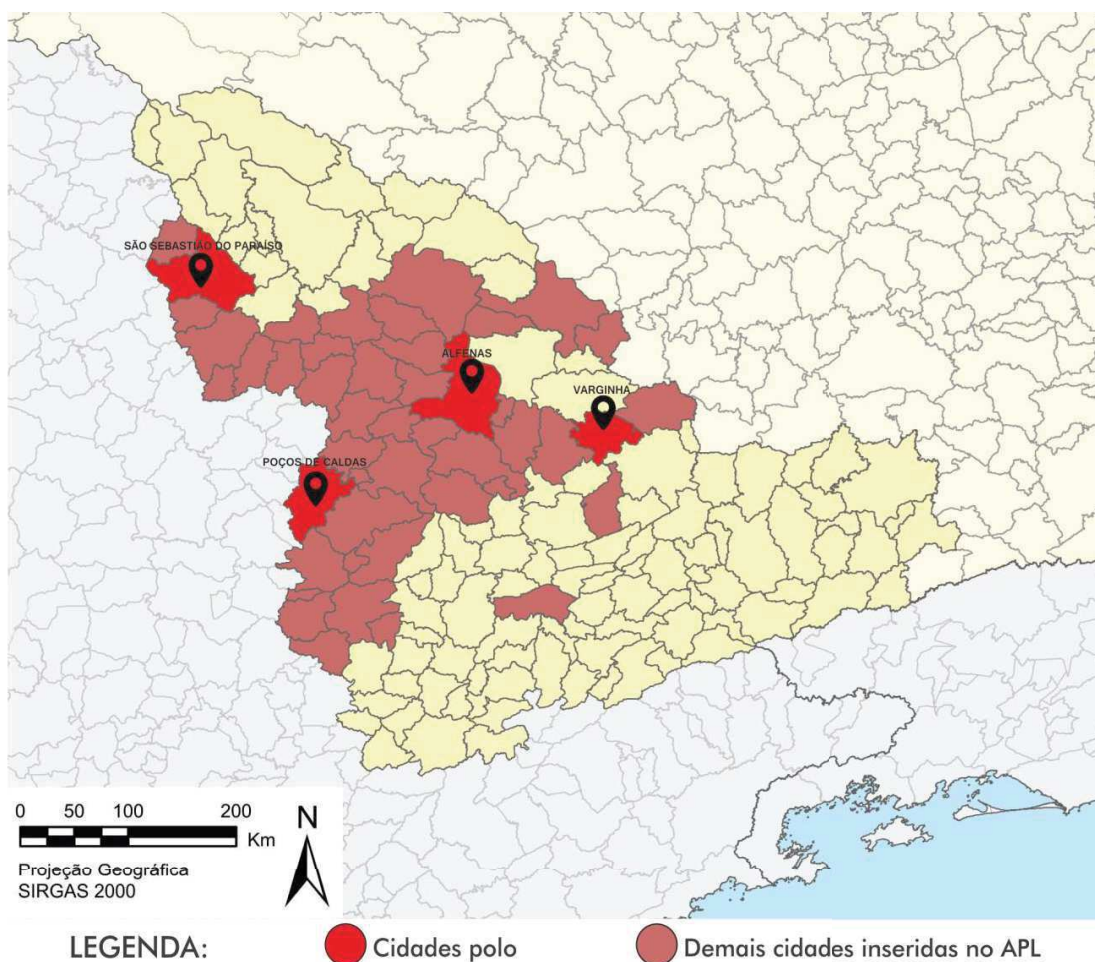 SÃO SEBASTIÃO DO PARAÍSO
ALFENAS
VARGINHA
POÇOS DE CALDAS
0 50 100 200
Km
N
Projeção Geográfica
SIRGAS 2000
LEGENDA: Cidades polo Demais cidades inseridas no APL